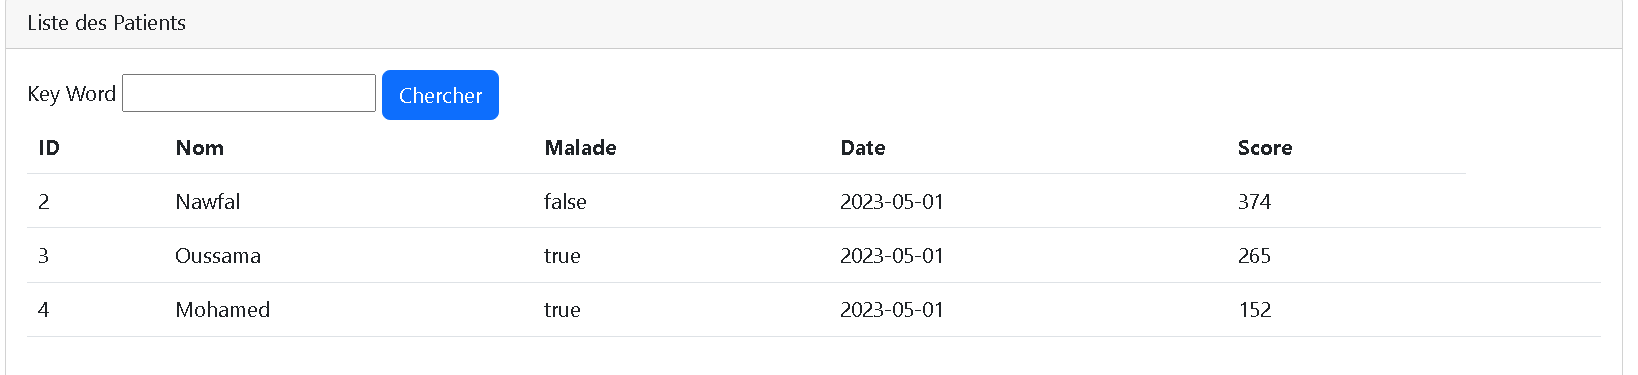 Liste des Patients
Key Word Chercher
ID Nom Malade Date Score
2 Nawfal false 2023-05-01 374
3 Oussama true 2023-05-01 265
4 Mohamed true 2023-05-01 152